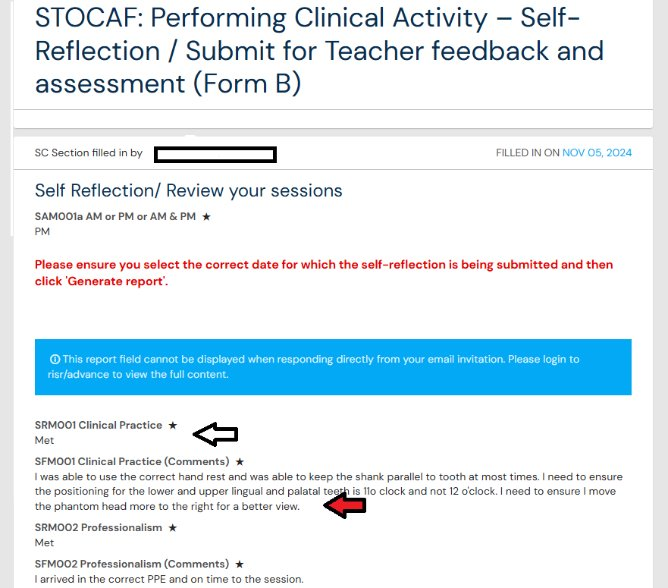 STOCAF: Performing Clinical Activity – Self-
Reflection / Submit for Teacher feedback and
assessment (Form B)
SC Section filled in by
FILLED IN ON NOV 05, 2024
Self Reflection/ Review your sessions
SAM001a AM or PM or AM & PM ★
PM
Please ensure you select the correct date for which the self-reflection is being submitted and then
click 'Generate report'.
This report field cannot be displayed when responding directly from your email invitation. Please login to
risr/advance to view the full content.
SRM001 Clinical Practice ★
Met
SFM001 Clinical Practice (Comments) ★
I was able to use the correct hand rest and was able to keep the shank parallel to tooth at most times. I need to ensure
the positioning for the lower and upper lingual and palatal teeth is 11o clock and not 12 o'clock. I need to ensure I move
the phantom head more to the right for a better view.
SRM002 Professionalism ★
Met
SFM002 Professionalism (Comments) ★
I arrived in the correct PPE and on time to the session.